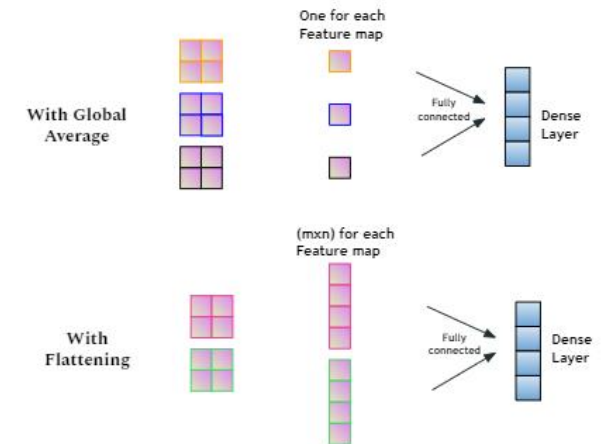 One for each
Feature map
With Global
Average
Fully
connected
Dense
Layer
(mxn) for each
Feature map
With
Flattening
Fully
connected
Dense
Layer